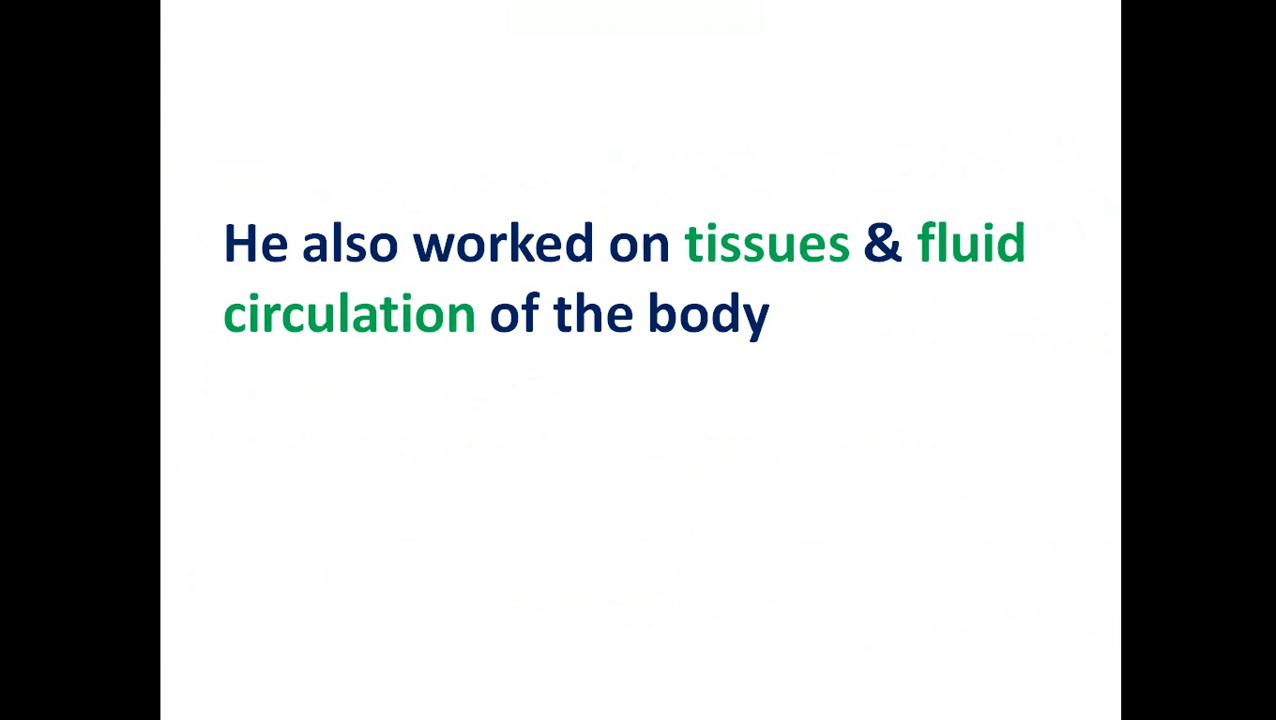 He also worked on tissues & fluid
circulation of the body